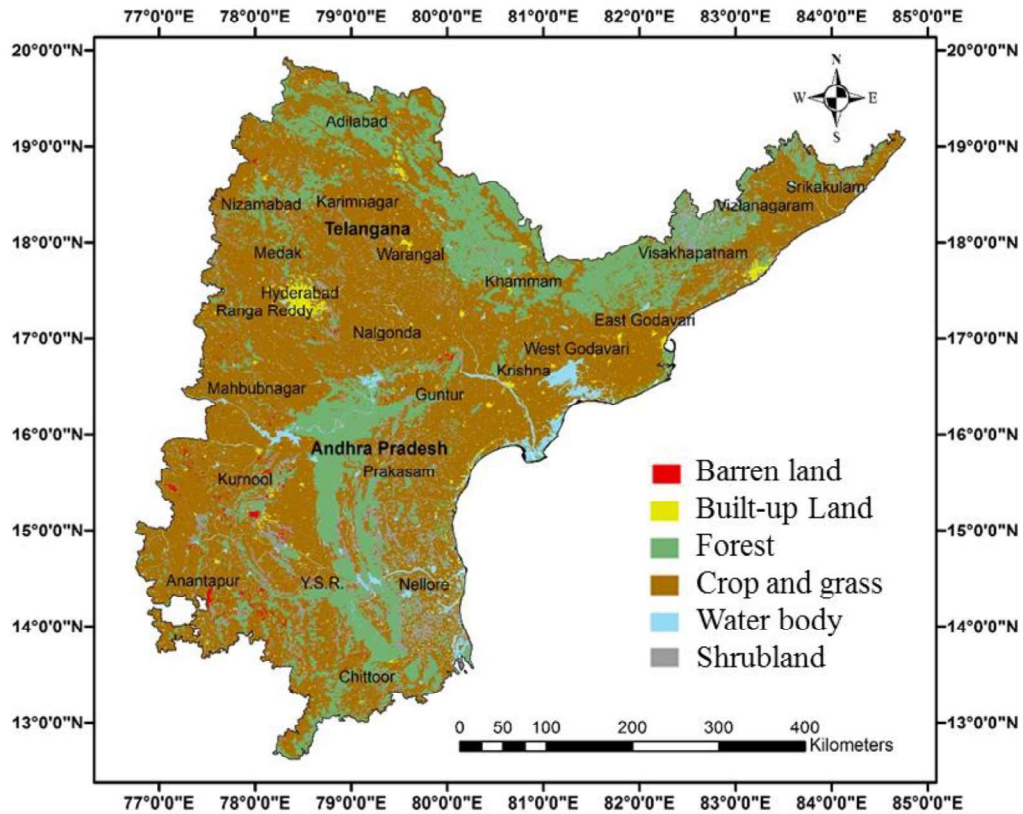 77°0'0"N 78°0'0"N 79°0'0"N 80°0'0"N 81°0'0"N 82°0'0"N 83°0'0"N 84°0'0"N 85°0'0"N
20°0'0"N 20°0'0"N
N
W E
S
Adilabad
19°0'0"N 19°0'0"N
Srikakulam
Nizamabad Karimnagar Vizianagaram
Telangana
18°0'0"N 18°0'0"N
Medak Warangal Visakhapatnam
Khammam
Hyderabad
Ranga Reddy
East Godavari
17°0'0"N 17°0'0"N
Nalgonda
West Godavari
Krishna
Mahbubnagar Guntur
16°0'0"N 16°0'0"N
Andhra Pradesh
Kurnool Prakasam
Barren land
15°0'0"N 15°0'0"N
Built-up Land
Forest
Anantapur Y.S.R. Nellore
Crop and grass
14°0'0"N 14°0'0"N
Water body
Shrubland
Chittoor
13°0'0"N 13°0'0"N
0 50 100 200 300 400
Kilometers
77°0'0"N 78°0'0"N 79°0'0"N 80°0'0"N 81°0'0"N 82°0'0"N 83°0'0"N 84°0'0"N 85°0'0"N